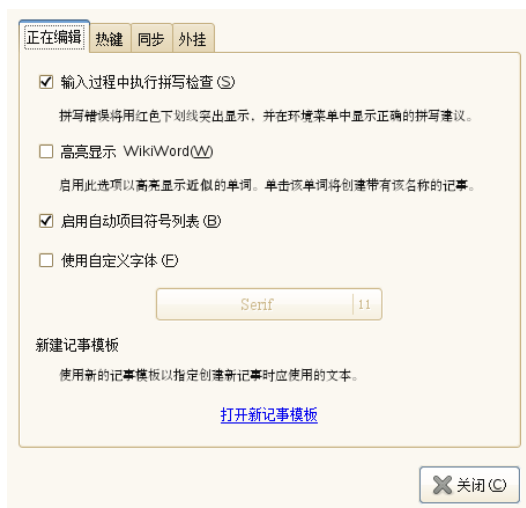 正在编辑 热键 同步 外挂
输入过程中执行拼写检查(S)
拼写错误将用红色下划线突出显示，并在环境菜单中显示正确的拼写建议。
高亮显示 WikiWord(W)
启用此选项以高亮显示近似的单词。单击该单词将创建带有该名称的记事。
启用自动项目符号列表(B)
使用自定义字体(F)
Serif 11
新建记事模板
使用新的记事模板以指定创建新记事时应使用的文本。
打开新记事模板
关闭(C)